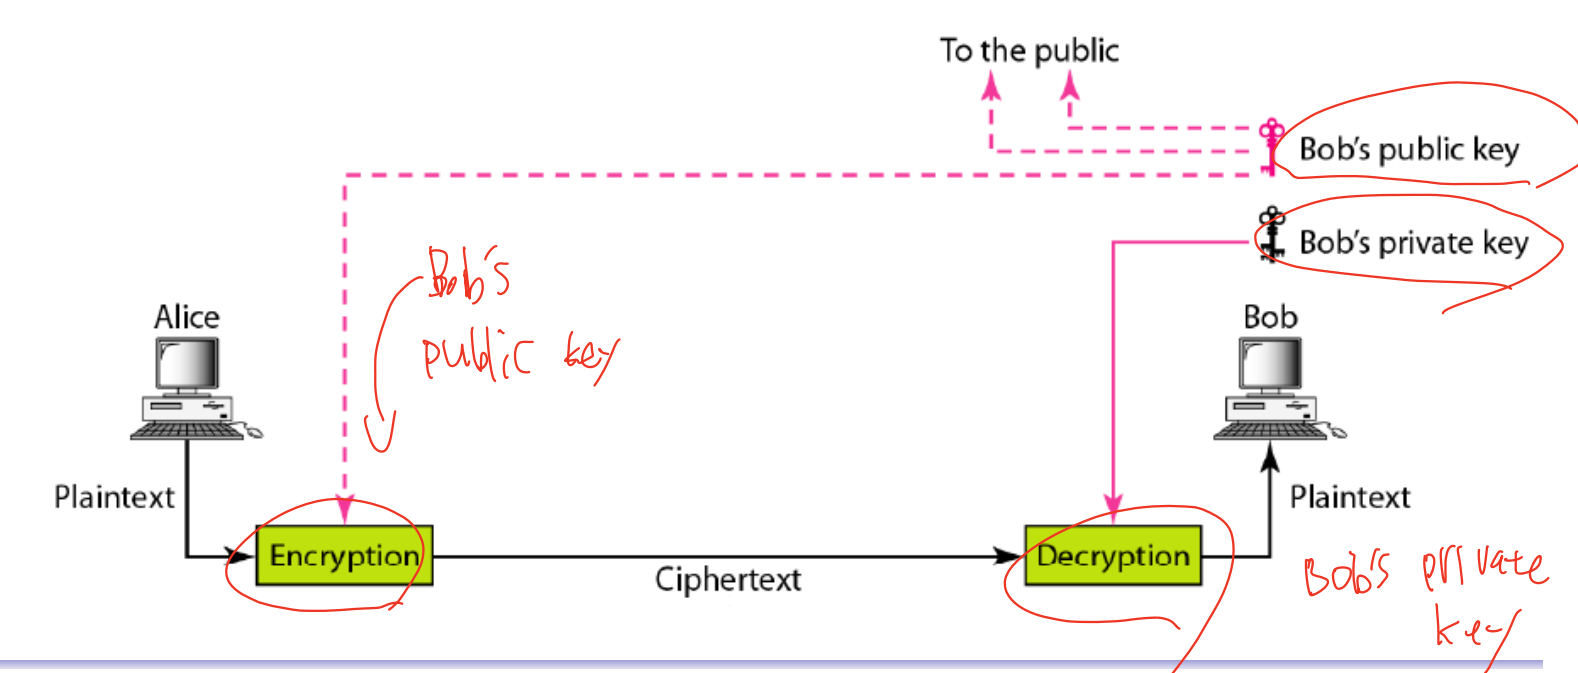 To the public
Bob's public key
Bob's private key
Bob's
public key
Alice
Bob
Plaintext
Plaintext
Encryption
Decryption
Ciphertext
Bob's private
key